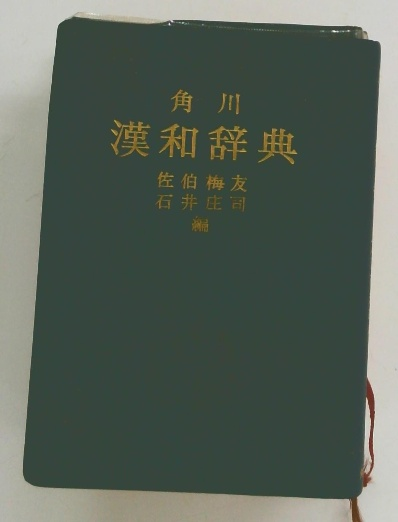 角川
漢和辞典
佐伯梅友
石井庄司
編